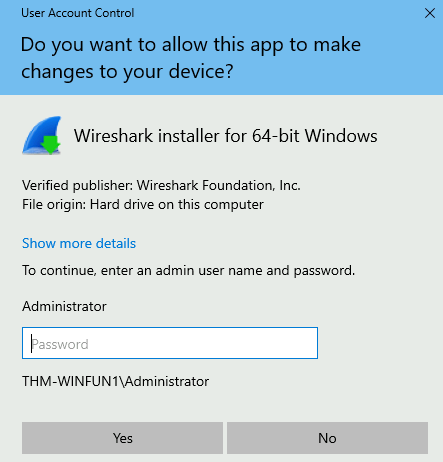 User Account Control
Do you want to allow this app to make
changes to your device?
Wireshark installer for 64-bit Windows
Verified publisher: Wireshark Foundation, Inc.
File origin: Hard drive on this computer
Show more details
To continue, enter an admin user name and password.
Administrator
Password
THM-WINFUN1\Administrator
Yes
No